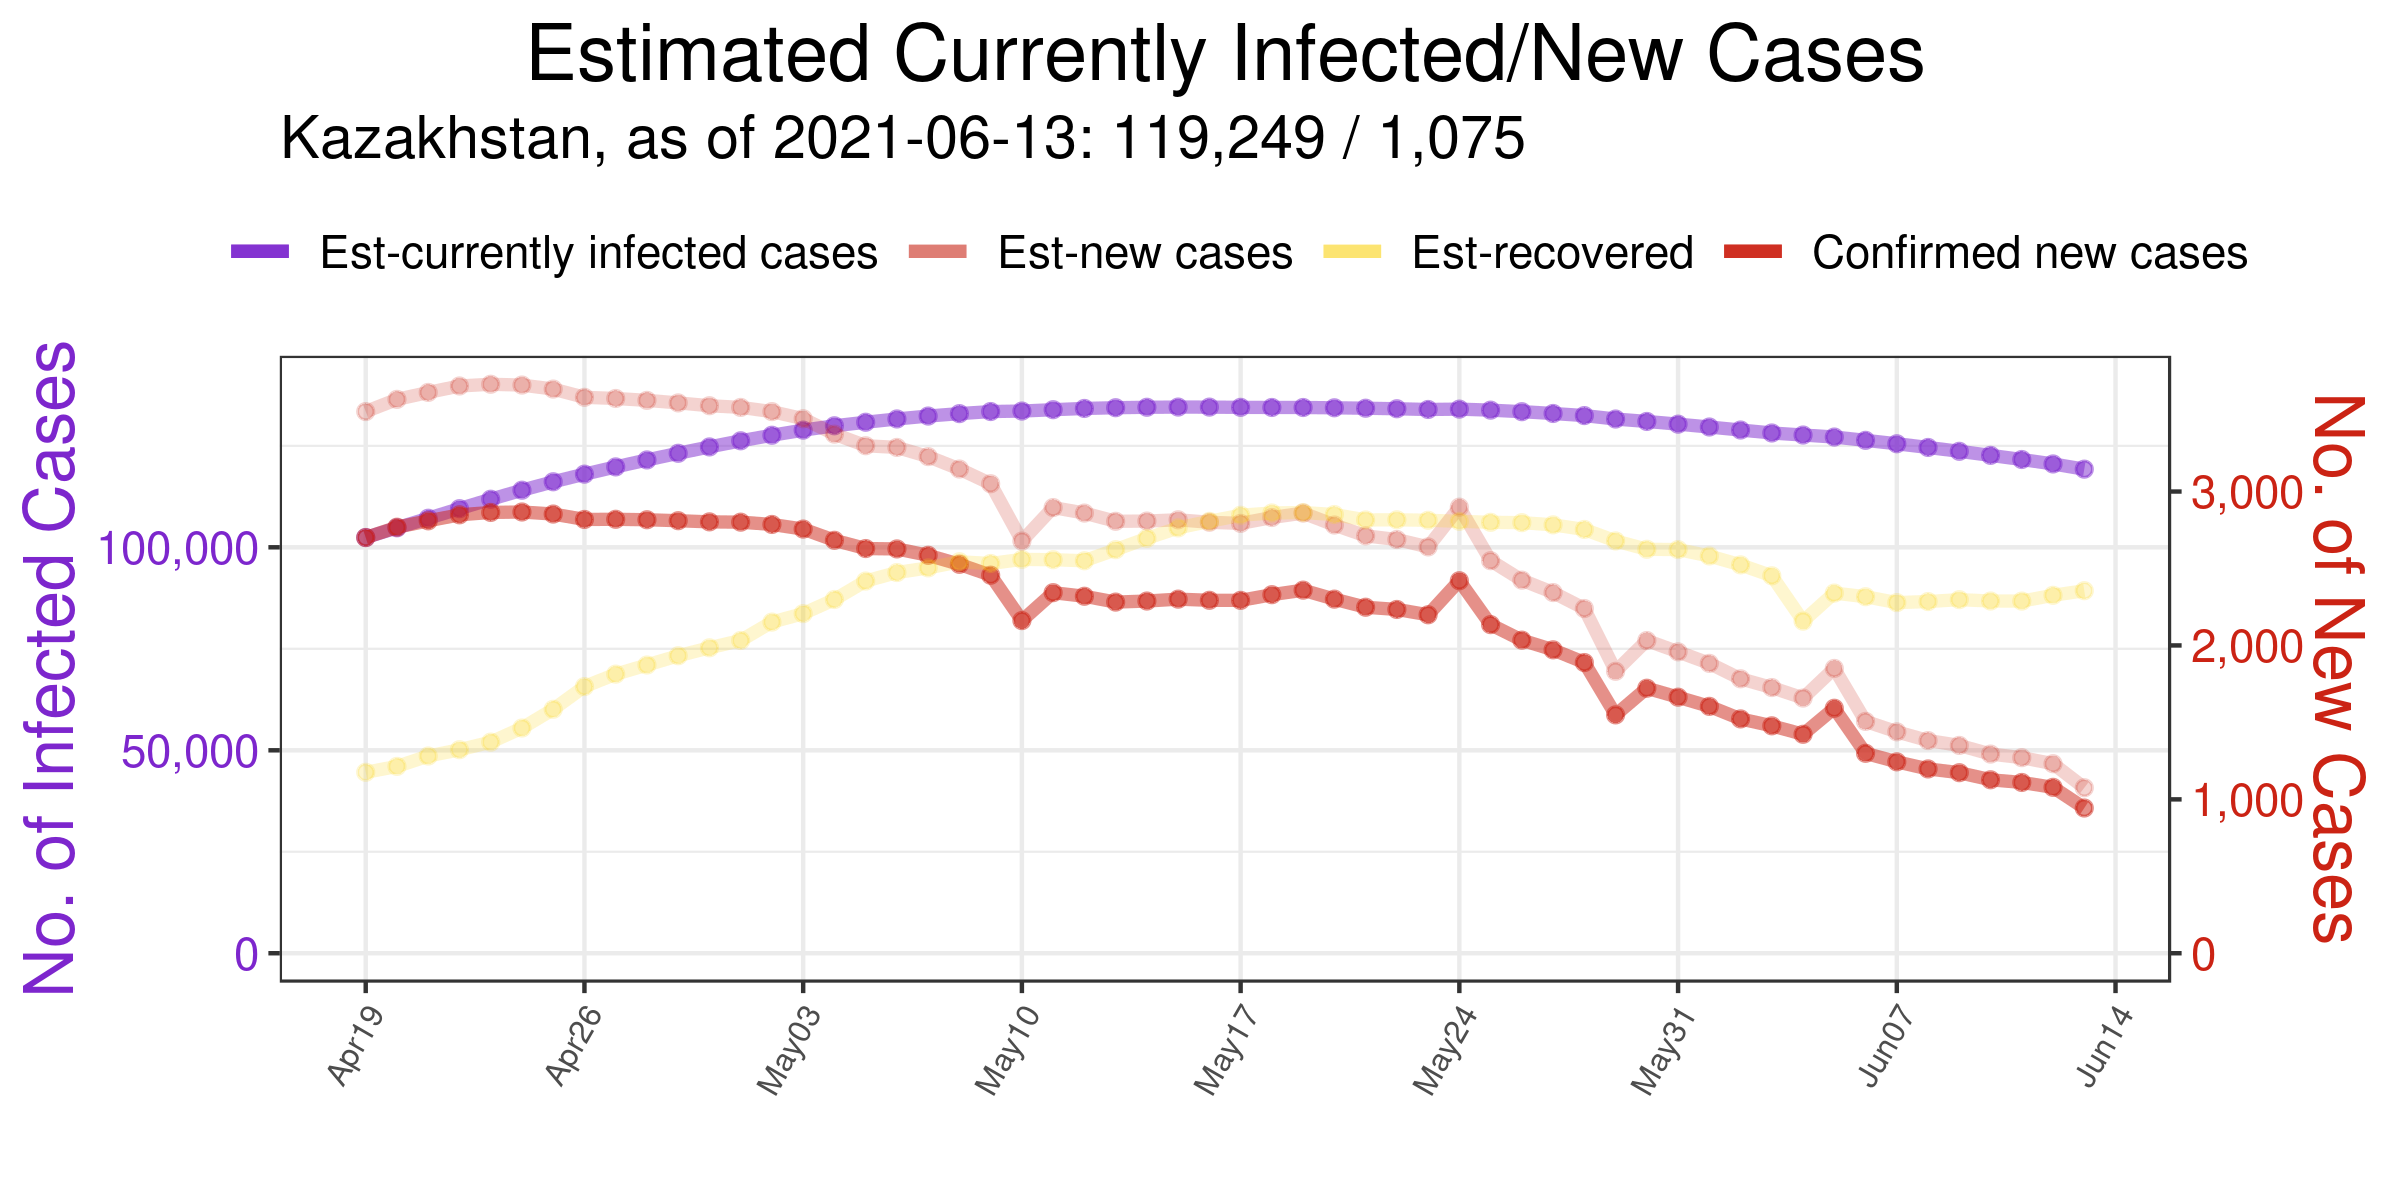 Estimated Currently Infected/New Cases
Kazakhstan, as of 2021-06-13: 119,249 / 1,075
Est-currently infected cases Est-new cases Est-recovered Confirmed new cases
No. of Infected Cases
100,000
50,000
0
3,000
2,000
1,000
0
No. of New Cases
Apr19 Apr26 May03 May10 May17 May24 May31 Jun07 Jun14